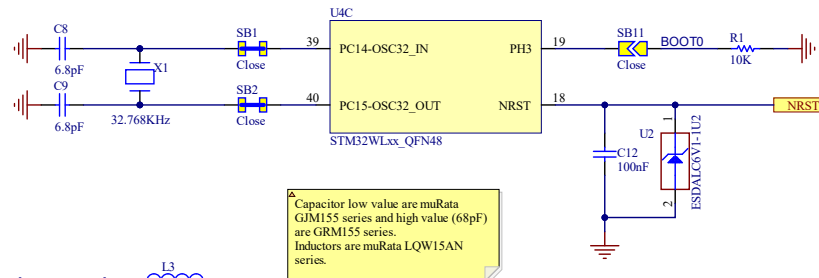 U4C
C8
6.8pF
X1
C9
6.8pF
32.768KHz
SB1
Close
SB2
Close
39
40
PC14-OSC32_IN
PC15-OSC32_OUT
PH3
NRST
STM32WLxx_QFN48
19
18
SB11
Close
BOOT0
R1
10K
NRST
C12
100nF
U2
1
2
ESDALC6V1-1U2
Capacitor low value are muRata
GJM155 series and high value (68pF)
are GRM155 series.
Inductors are muRata LQW15AN
series.
L3